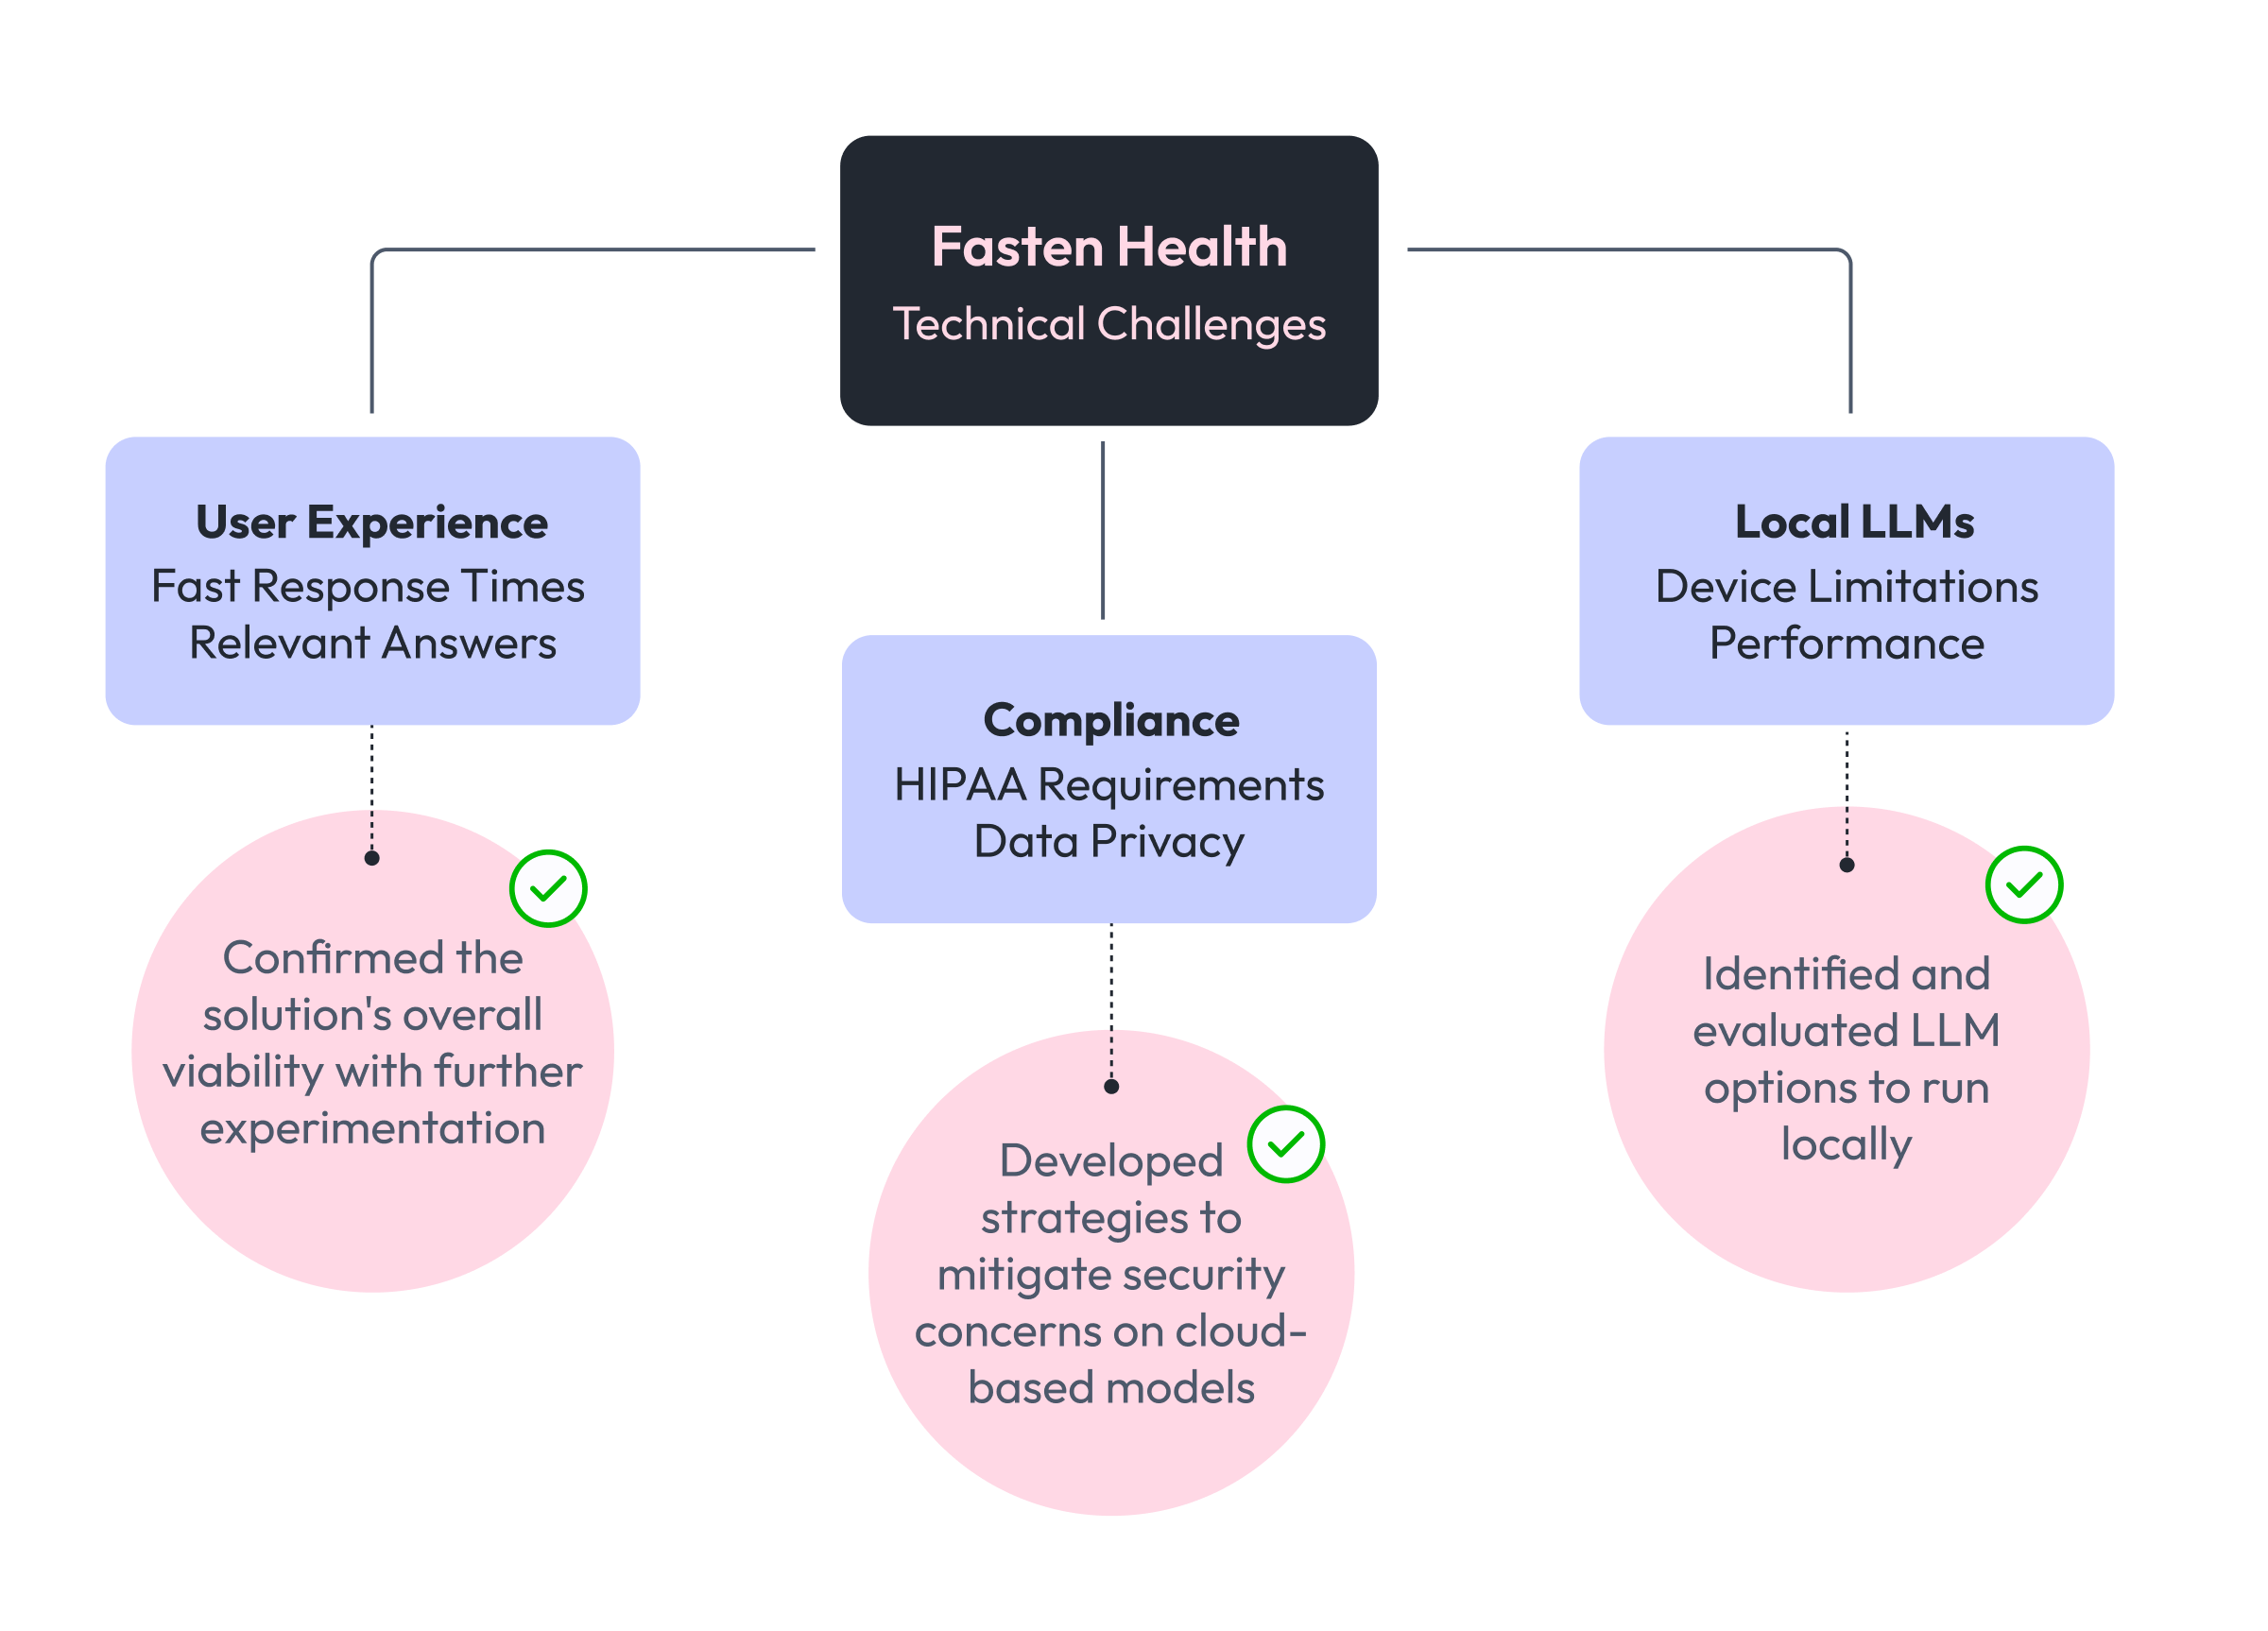 Fasten Health
Technical Challenges
User Experience
Fast Response Times
Relevant Answers
Confirmed the
solution's overall
viability with further
experimentation
Compliance
HIPAA Requirements
Data Privacy
Developed
strategies to
mitigate security
concerns on cloud-
based models
Local LLMs
Device Limitations
Performance
Identified and
evaluated LLM
options to run
locally